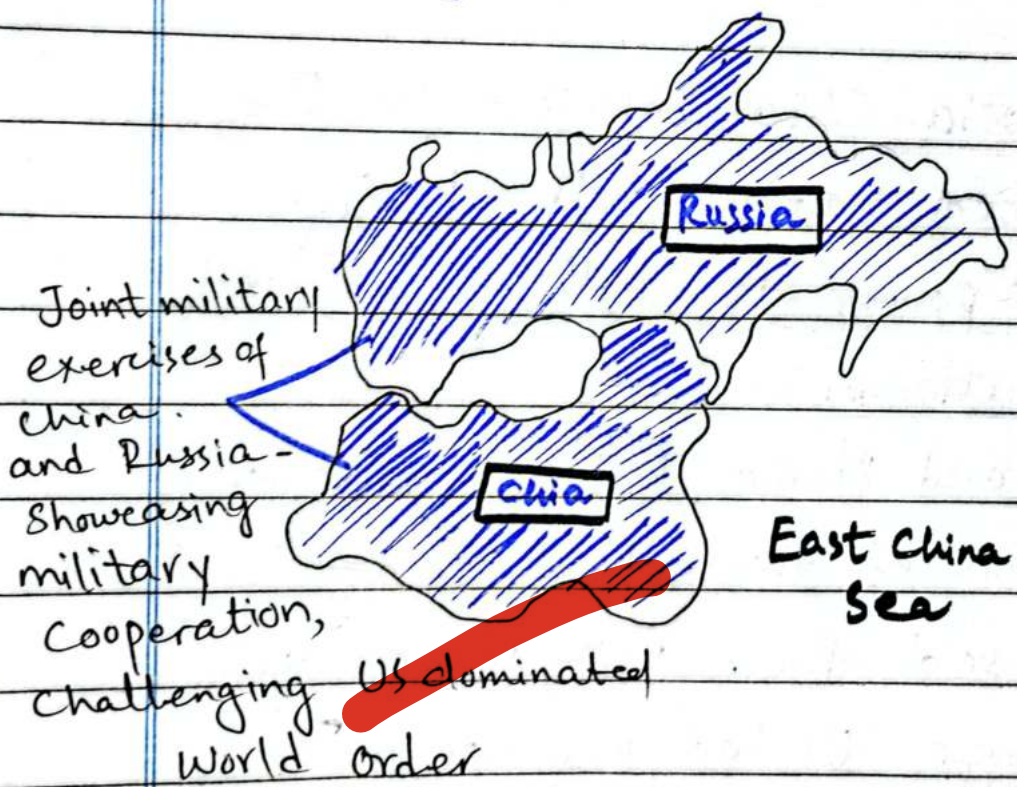 Russia
Joint military
exercises of
China.
and Russia-
Showcasing
military
Cooperation,
Challenging US dominated
World order
Chia
East China
Sea